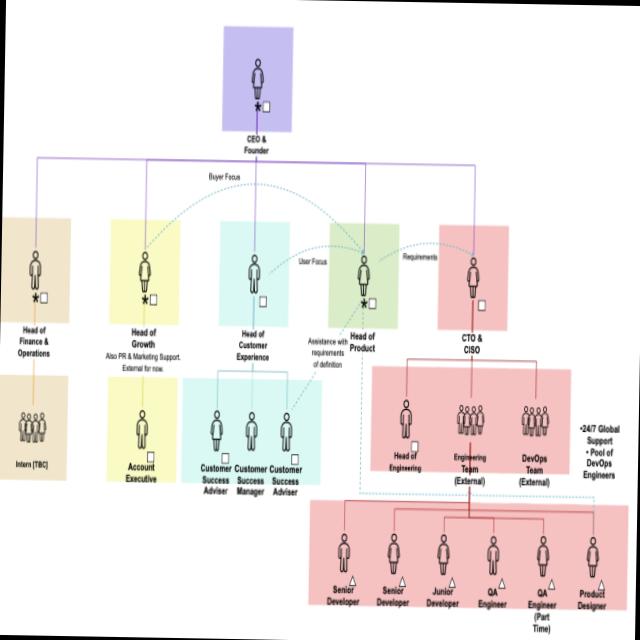 CEO &
Founder
Buyer Focus
User Focus
Requirements
Head of
Finance &
Operations
Head of
Growth
Also PR & Marketing Support.
External for now.
Head of
Customer
Experience
Assistance with
requirements
of definition
Head of
Product
CTO &
CISO
Intern [TBC]
Account
Executive
Customer
Success
Adviser
Customer
Success
Manager
Customer
Success
Adviser
Head of
Engineering
Engineering
Team
(External)
DevOps
Team
(External)
•24/7 Global
Support
• Pool of
DevOps
Engineers
Senior
Developer
Senior
Developer
Junior
Developer
QA
Engineer
QA
Engineer
(Part
Time)
Product
Designer